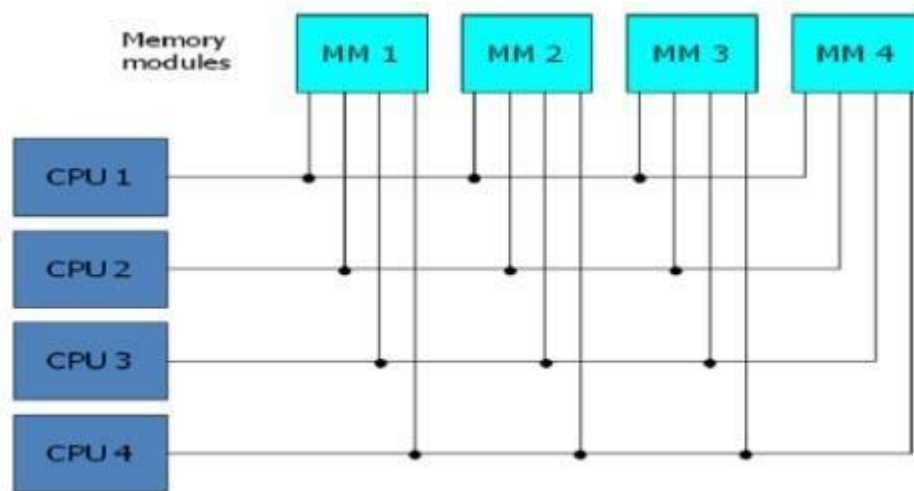 Memory
modules
MM 1
MM 2
MM 3
MM 4
CPU 1
CPU 2
CPU 3
CPU 4